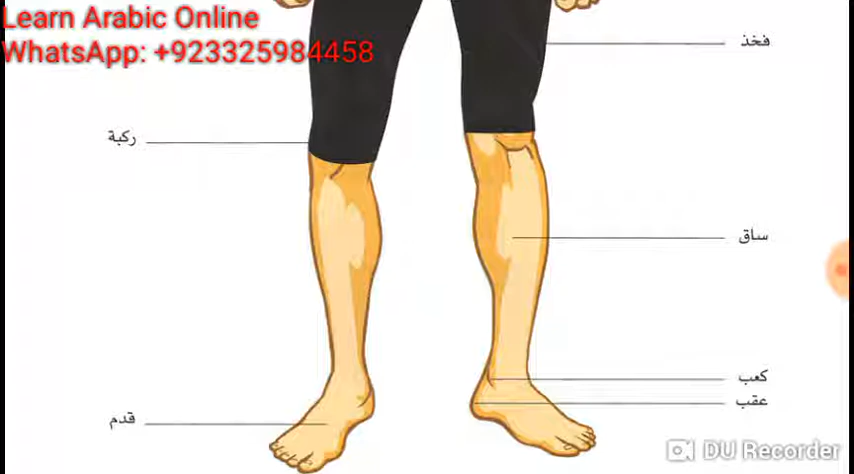 Learn Arabic Online
WhatsApp: +923325984458
فخذ
ركبة
ساق
كعب
عقب
قدم
DU Recorder